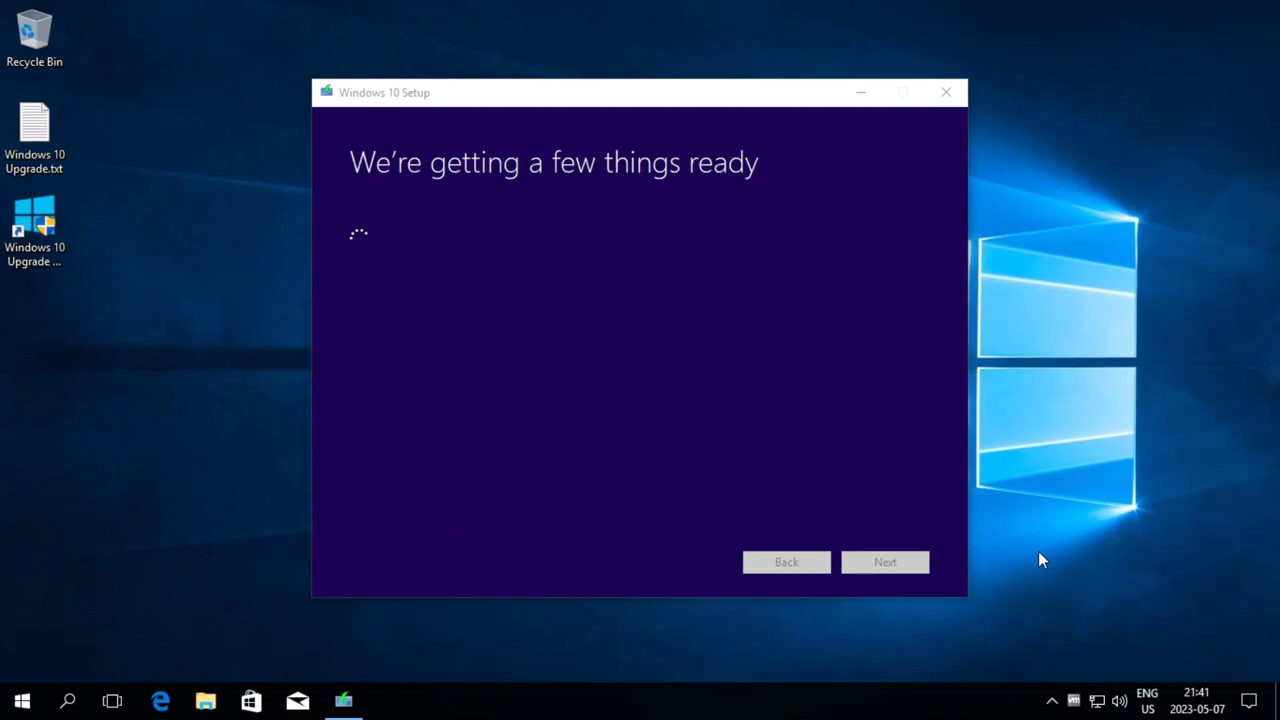 Recycle Bin
Windows 10
Upgrade.txt
Windows 10
Upgrade ...
Windows 10 Setup
We're getting a few things ready
Back
Next
vm
ENG
US
21:41
2023-05-07